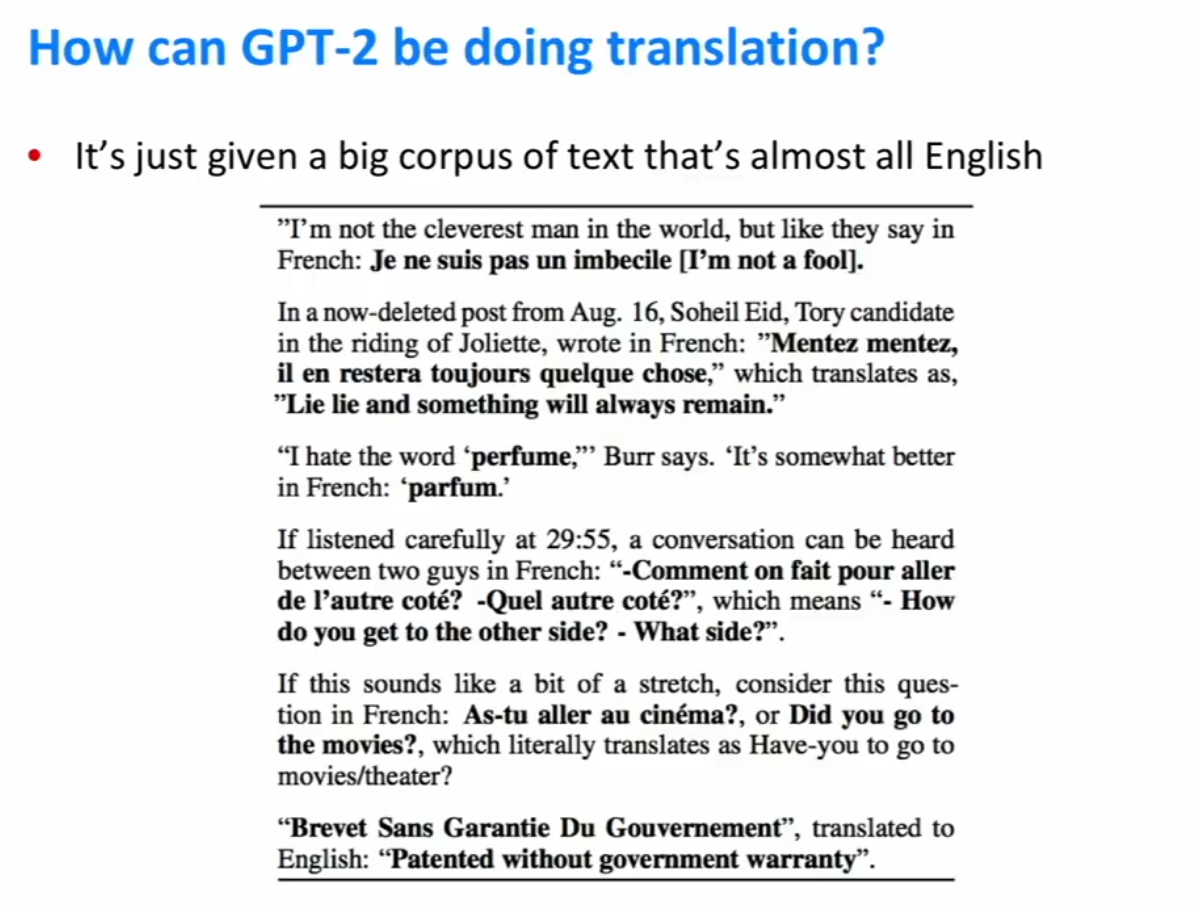 How can GPT-2 be doing translation?
• It’s just given a big corpus of text that’s almost all English
”I’m not the cleverest man in the world, but like they say in
French: Je ne suis pas un imbecile [I’m not a fool].
In a now-deleted post from Aug. 16, Soheil Eid, Tory candidate
in the riding of Joliette, wrote in French: ”Mentez mentez,
il en restera toujours quelque chose,” which translates as,
”Lie lie and something will always remain.”
“I hate the word ‘perfume,”’ Burr says. ‘It’s somewhat better
in French: ‘parfum.’
If listened carefully at 29:55, a conversation can be heard
between two guys in French: “-Comment on fait pour aller
de l’autre coté? -Quel autre coté?”, which means “- How
do you get to the other side? - What side?”.
If this sounds like a bit of a stretch, consider this ques-
tion in French: As-tu aller au cinéma?, or Did you go to
the movies?, which literally translates as Have-you to go to
movies/theater?
“Brevet Sans Garantie Du Gouvernement”, translated to
English: “Patented without government warranty”.